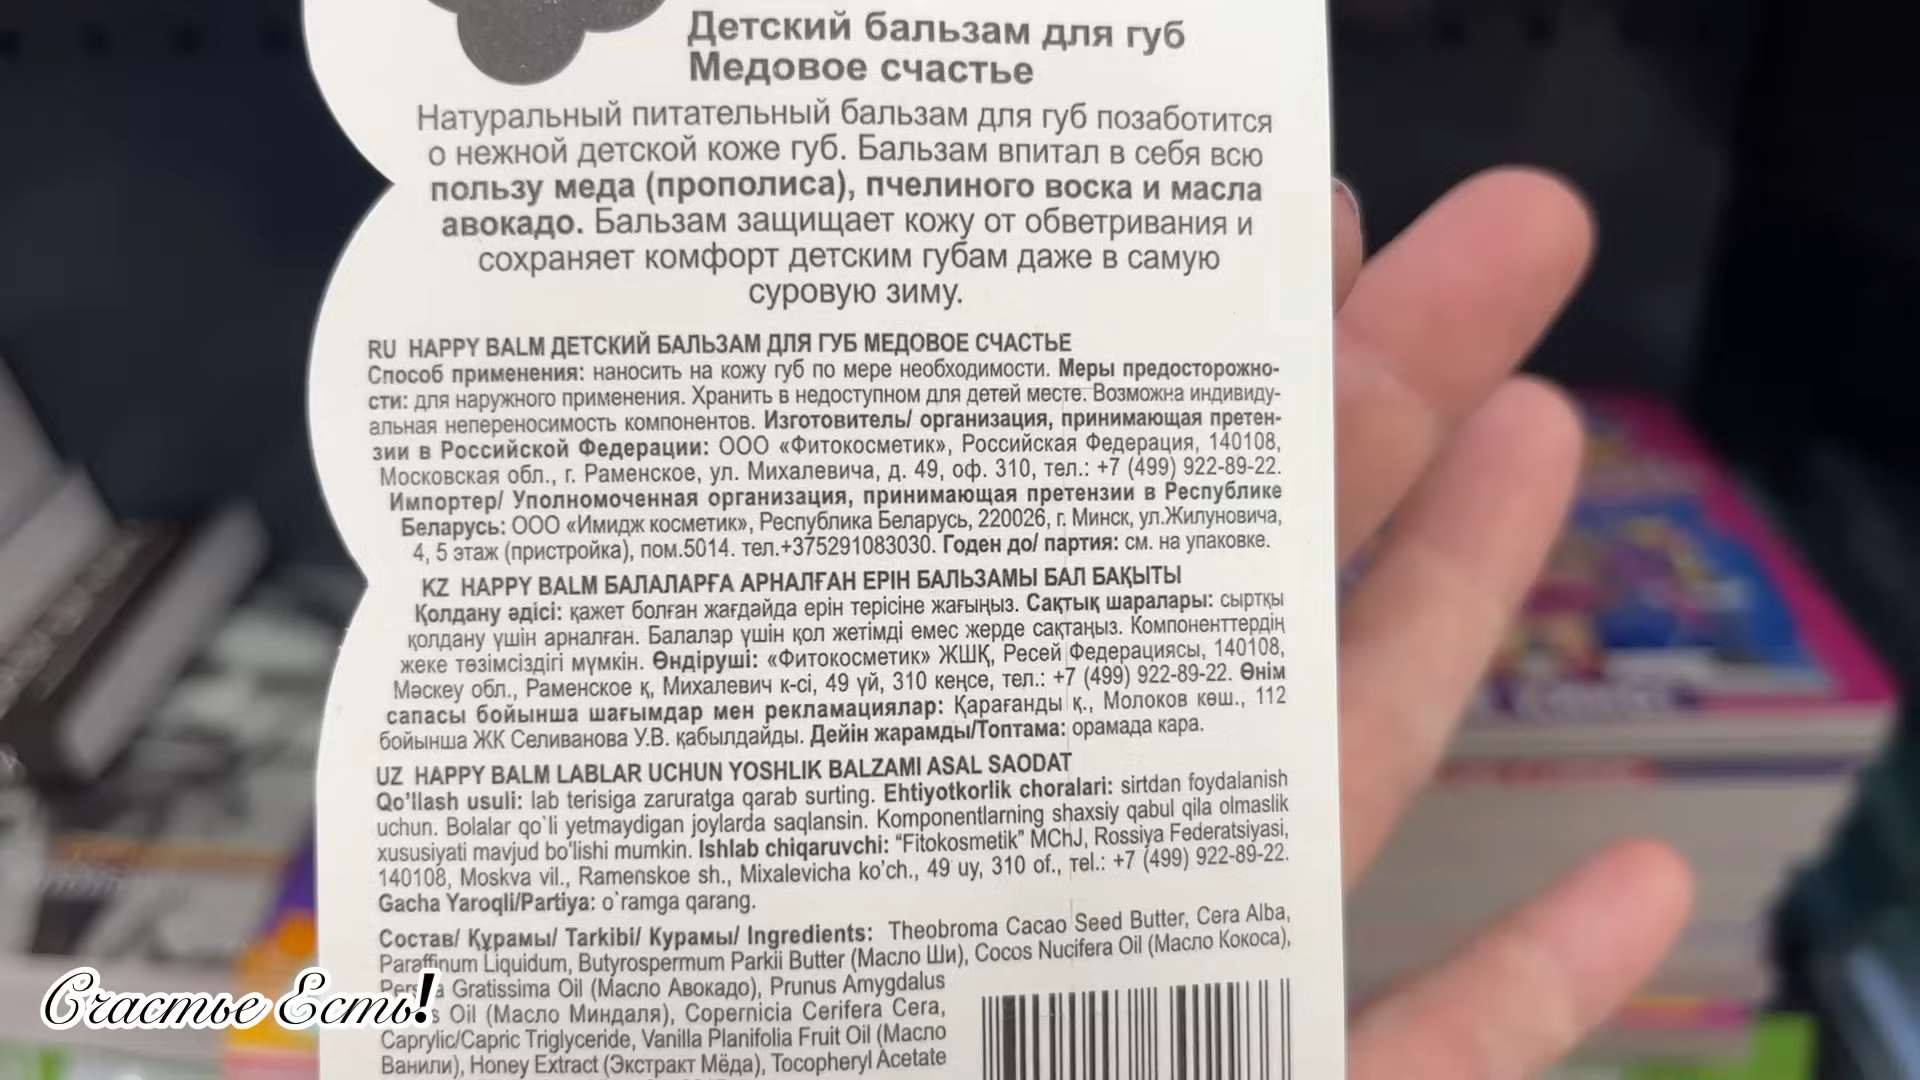 Детский бальзам для губ
Медовое счастье
Натуральный питательный бальзам для губ позаботится
о нежной детской коже губ. Бальзам впитал в себя всю
пользу меда (прополиса), пчелиного воска и масла
авокадо. Бальзам защищает кожу от обветривания и
сохраняет комфорт детским губам даже в самую
суровую зиму.
RU HAPPY BALM ДЕТСКИЙ БАЛЬЗАМ ДЛЯ ГУБ МЕДОВОЕ СЧАСТЬЕ
Способ применения: наносить на кожу губ по мере необходимости. Меры предосторожно-
сти: для наружного применения. Хранить в недоступном для детей месте. Возможна индивиду-
альная непереносимость компонентов. Изготовитель/ организация, принимающая претен-
зии в Российской Федерации: ООО «Фитокосметик», Российская Федерация, 140108,
Московская обл., г. Раменское, ул. Михалевича, д. 49, оф. 310, тел.: +7 (499) 922-89-22.
Импортер/ Уполномоченная организация, принимающая претензии в Республике
Беларусь: ООО «Имидж косметик», Республика Беларусь, 220026, г. Минск, ул.Жилуновича,
4, 5 этаж (пристройка), пом.5014. тел.+375291083030. Годен до/ партия: см. на упаковке.
KZ HAPPY BALM БАЛАЛАРҒА АРНАЛҒАН ЕРІН БАЛЬЗАМЫ БАЛ БАҚЫТЫ
Қолдану әдісі: қажет болған жағдайда ерін терісіне жағыңыз. Сақтық шаралары: сыртқы
қолдану үшін арналған. Балалар үшін қол жетімді емес жерде сақтаңыз. Компоненттердің
жеке төзімсіздігі мүмкін. Өндіруші: «Фитокосметик» ЖШҚ, Ресей Федерациясы, 140108,
Мәскеу обл., Раменское қ, Михалевич к-сі, 49 үй, 310 кеңсе, тел.: +7 (499) 922-89-22. Өнім
сапасы бойынша шағымдар мен рекламациялар: Қарағанды қ., Молоков көш., 112
бойынша ЖК Селиванова У.В. қабылдайды. Дейін жарамды/Топтама: орамада кара.
UZ HAPPY BALM LABLAR UCHUN YOSHLIK BALZAMI ASAL SAODAT
Qo'llash usuli: lab terisiga zaruratga qarab surting. Ehtiyotkorlik choralari: sirtdan foydalanish
uchun. Bolalar qo`li yetmaydigan joylarda saqlansin. Komponentlarning shaxsiy qabul qila olmaslik
xususiyati mavjud bo'lishi mumkin. Ishlab chiqaruvchi: “Fitokosmetik” MChJ, Rossiya Federatsiyasi,
140108, Moskva vil., Ramenskoe sh., Mixalevicha ko'ch., 49 uy, 310 of., тел.: +7 (499) 922-89-22.
Gacha Yaroqli/Partiya: o`ramga qarang.
Состав/ Құрамы/ Tarkibi/ Курамы/ Ingredients: Theobroma Cacao Seed Butter, Cera Alba,
Paraffinum Liquidum, Butyrospermum Parkii Butter (Масло Ши), Cocos Nucifera Oil (Масло Кокоса),
Gratissima Oil (Масло Авокадо), Prunus Amygdalus
Oil (Масло Миндаля), Copernicia Cerifera Cera,
Caprylic/Capric Triglyceride, Vanilla Planifolia Fruit Oil (Масло
Ванили), Honey Extract (Экстракт Мёда), Tocopheryl Acetate
Счастье Есть!